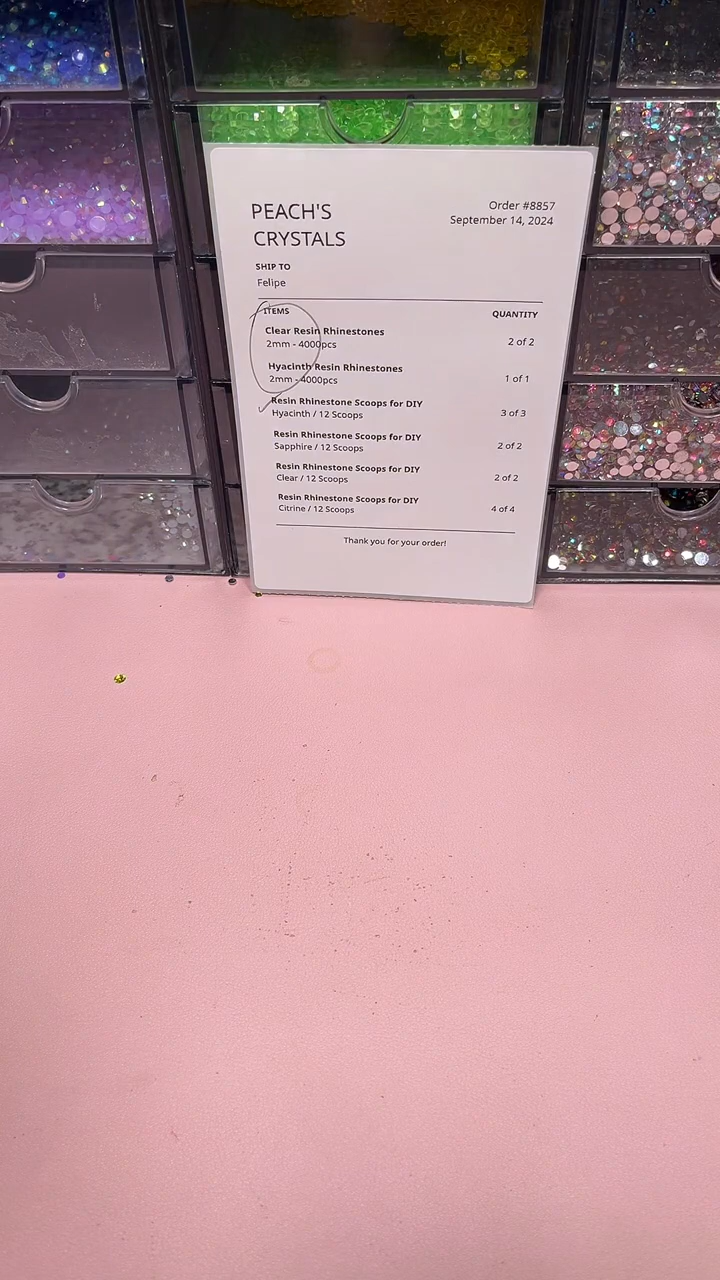 PEACH'S
CRYSTALS
Order #8857
September 14, 2024
SHIP TO
Felipe
ITEMS QUANTITY
Clear Resin Rhinestones
2mm - 4000pcs 2 of 2
Hyacinth Resin Rhinestones
2mm - 4000pcs 1 of 1
Resin Rhinestone Scoops for DIY
Hyacinth / 12 Scoops 3 of 3
Resin Rhinestone Scoops for DIY
Sapphire / 12 Scoops 2 of 2
Resin Rhinestone Scoops for DIY
Clear / 12 Scoops 2 of 2
Resin Rhinestone Scoops for DIY
Citrine / 12 Scoops 4 of 4
Thank you for your order!